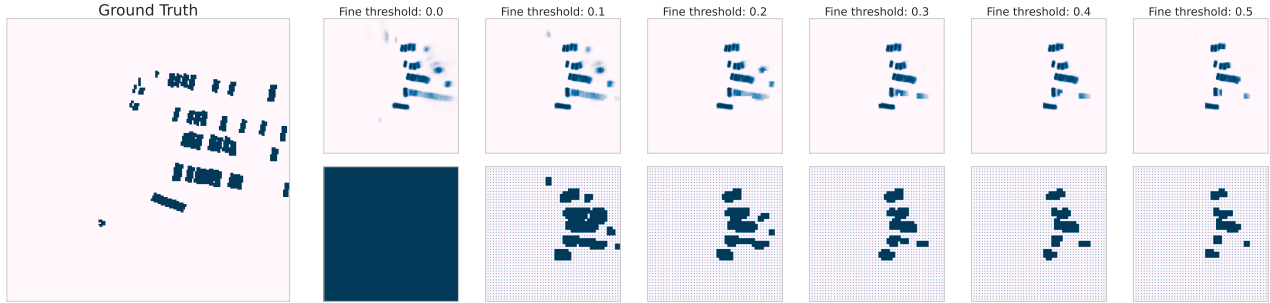 Ground Truth
Fine threshold: 0.0
Fine threshold: 0.1
Fine threshold: 0.2
Fine threshold: 0.3
Fine threshold: 0.4
Fine threshold: 0.5